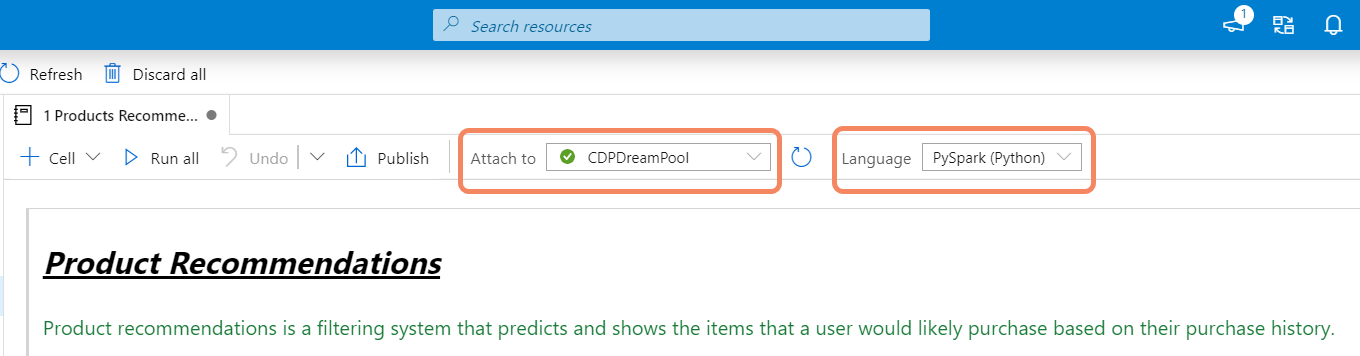 Search resources
1
Refresh Discard all
1 Products Recomme...
Cell Run all Undo Publish Attach to CDPDreamPool Language PySpark (Python)
Product Recommendations
Product recommendations is a filtering system that predicts and shows the items that a user would likely purchase based on their purchase history.